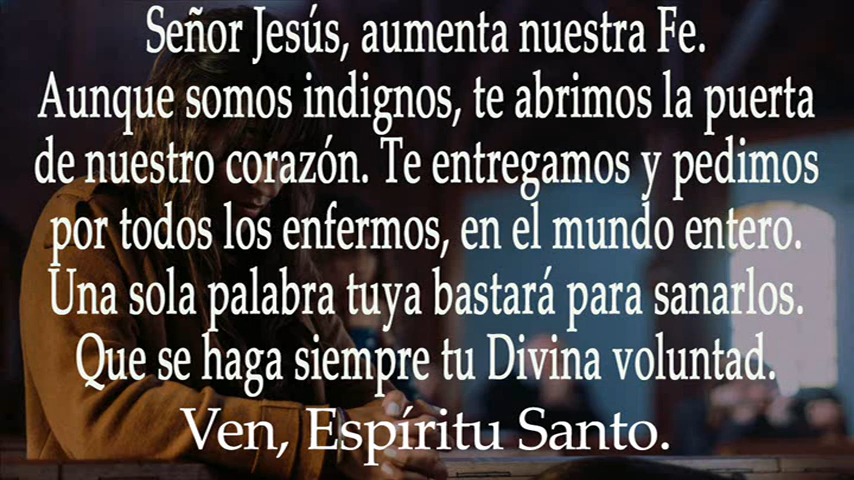 Señor Jesús, aumenta nuestra Fe.
Aunque somos indignos, te abrimos la puerta
de nuestro corazón. Te entregamos y pedimos
por todos los enfermos, en el mundo entero.
Una sola palabra tuya bastará para sanarlos.
Que se haga siempre tu Divina voluntad.
Ven, Espíritu Santo.